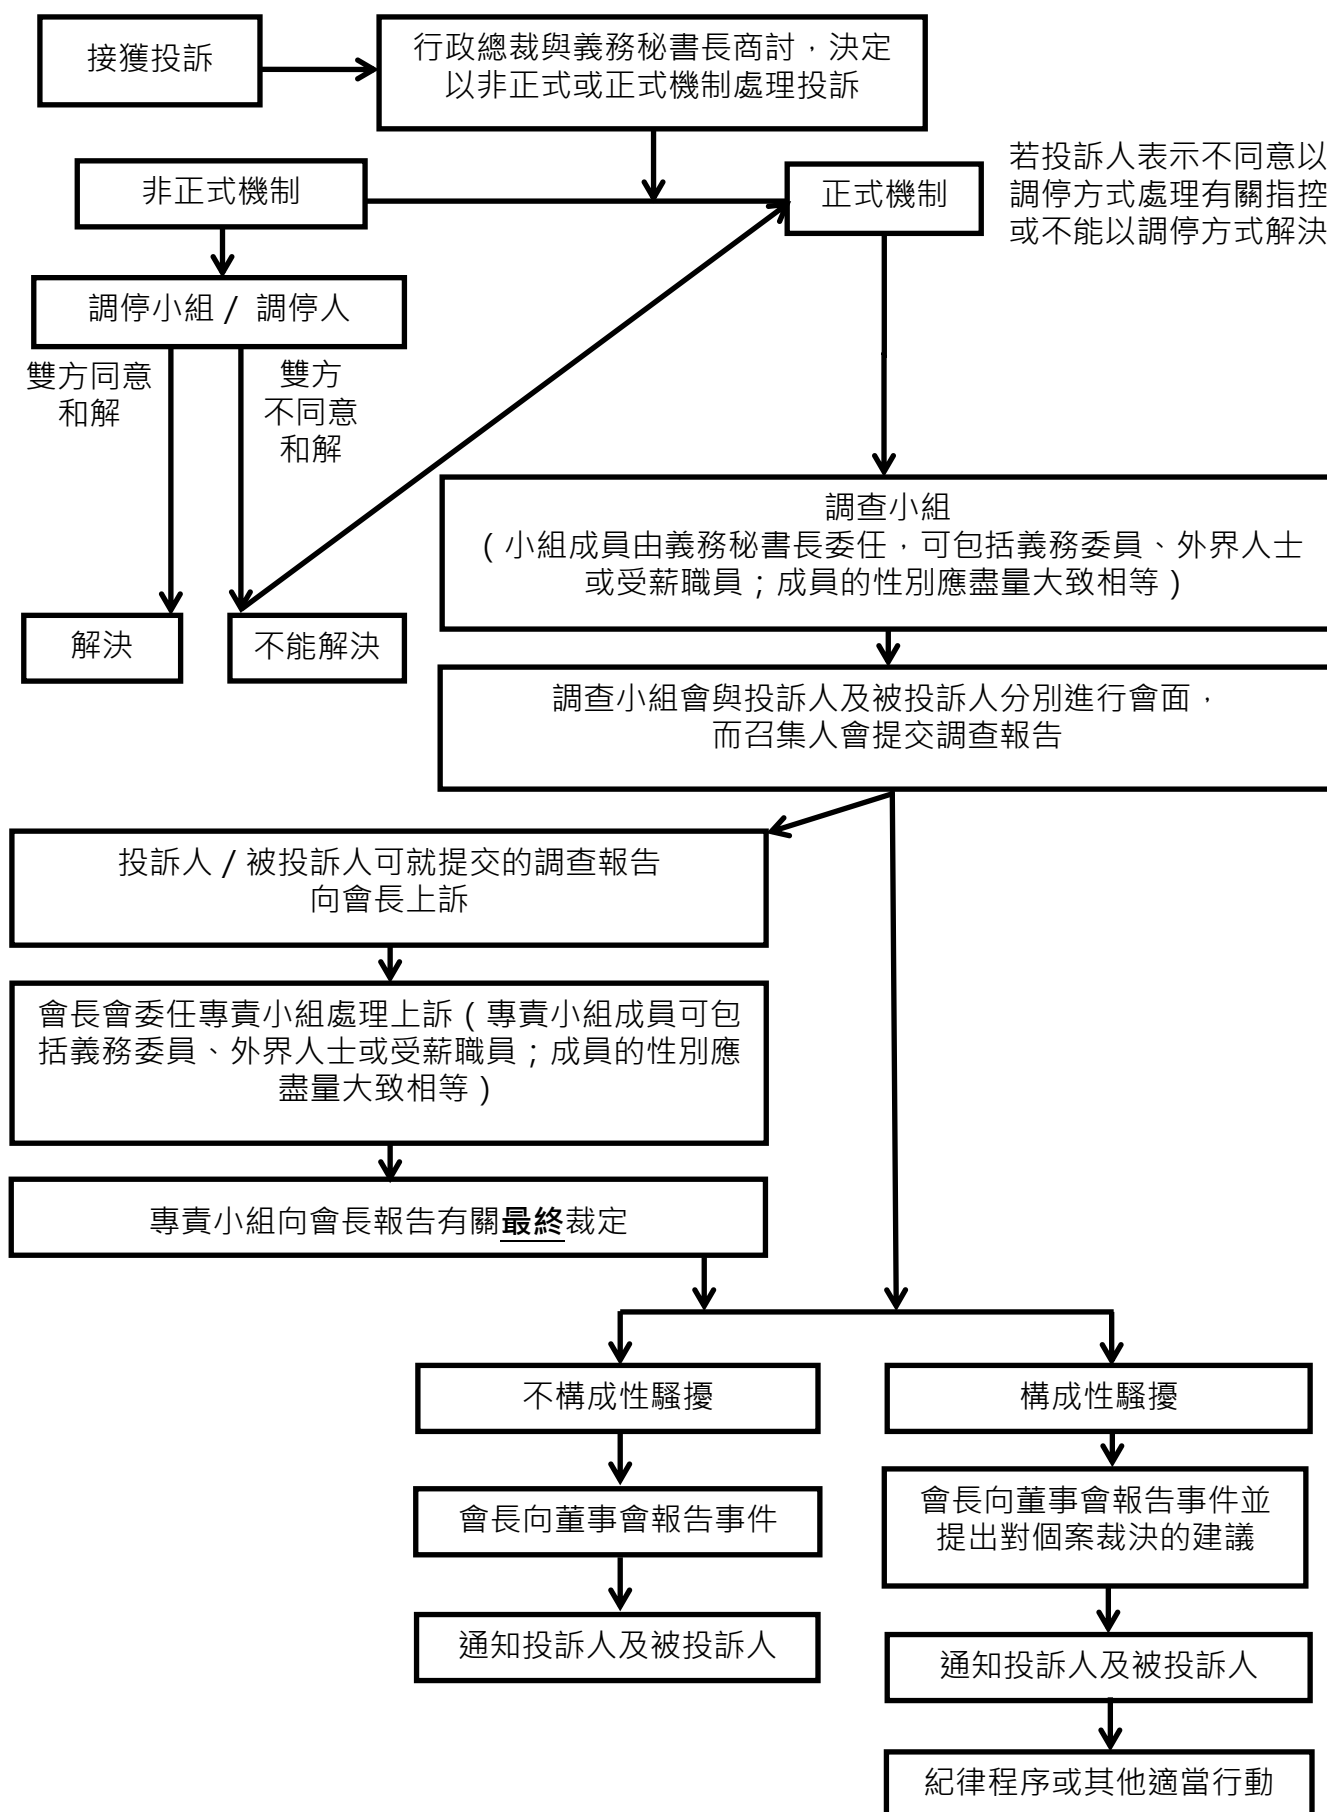 接獲投訴
行政總裁與義務秘書長商討，決定
以非正式或正式機制處理投訴
若投訴人表示不同意以
調停方式處理有關指控
或不能以調停方式解決
非正式機制
正式機制
調停小組 / 調停人
雙方同意
和解
雙方
不同意
和解
調查小組
(小組成員由義務秘書長委任，可包括義務委員、外界人士
或受薪職員；成員的性別應盡量大致相等)
解決
不能解決
調查小組會與投訴人及被投訴人分別進行會面，
而召集人會提交調查報告
投訴人 / 被投訴人可就提交的調查報告
向會長上訴
會長會委任專責小組處理上訴 (專責小組成員可包
括義務委員、外界人士或受薪職員；成員的性別應
盡量大致相等)
專責小組向會長報告有關最終裁定
不構成性騷擾
構成性騷擾
會長向董事會報告事件
會長向董事會報告事件並
提出對個案裁決的建議
通知投訴人及被投訴人
通知投訴人及被投訴人
紀律程序或其他適當行動